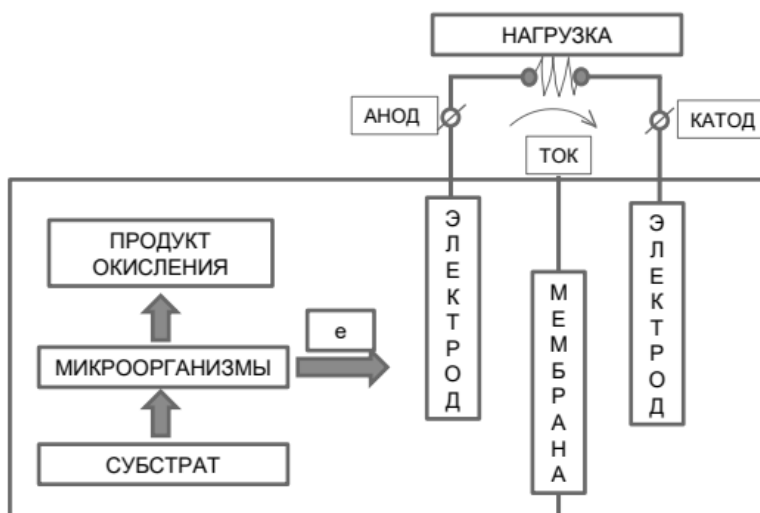 НАГРУЗКА
АНОД
КАТОД
ТОК
ЭЛЕКТРОД
ЭЛЕКТРОД
ПРОДУКТ
ОКИСЛЕНИЯ
МЕМБРАНА
е
МИКРООРГАНИЗМЫ
СУБСТРАТ